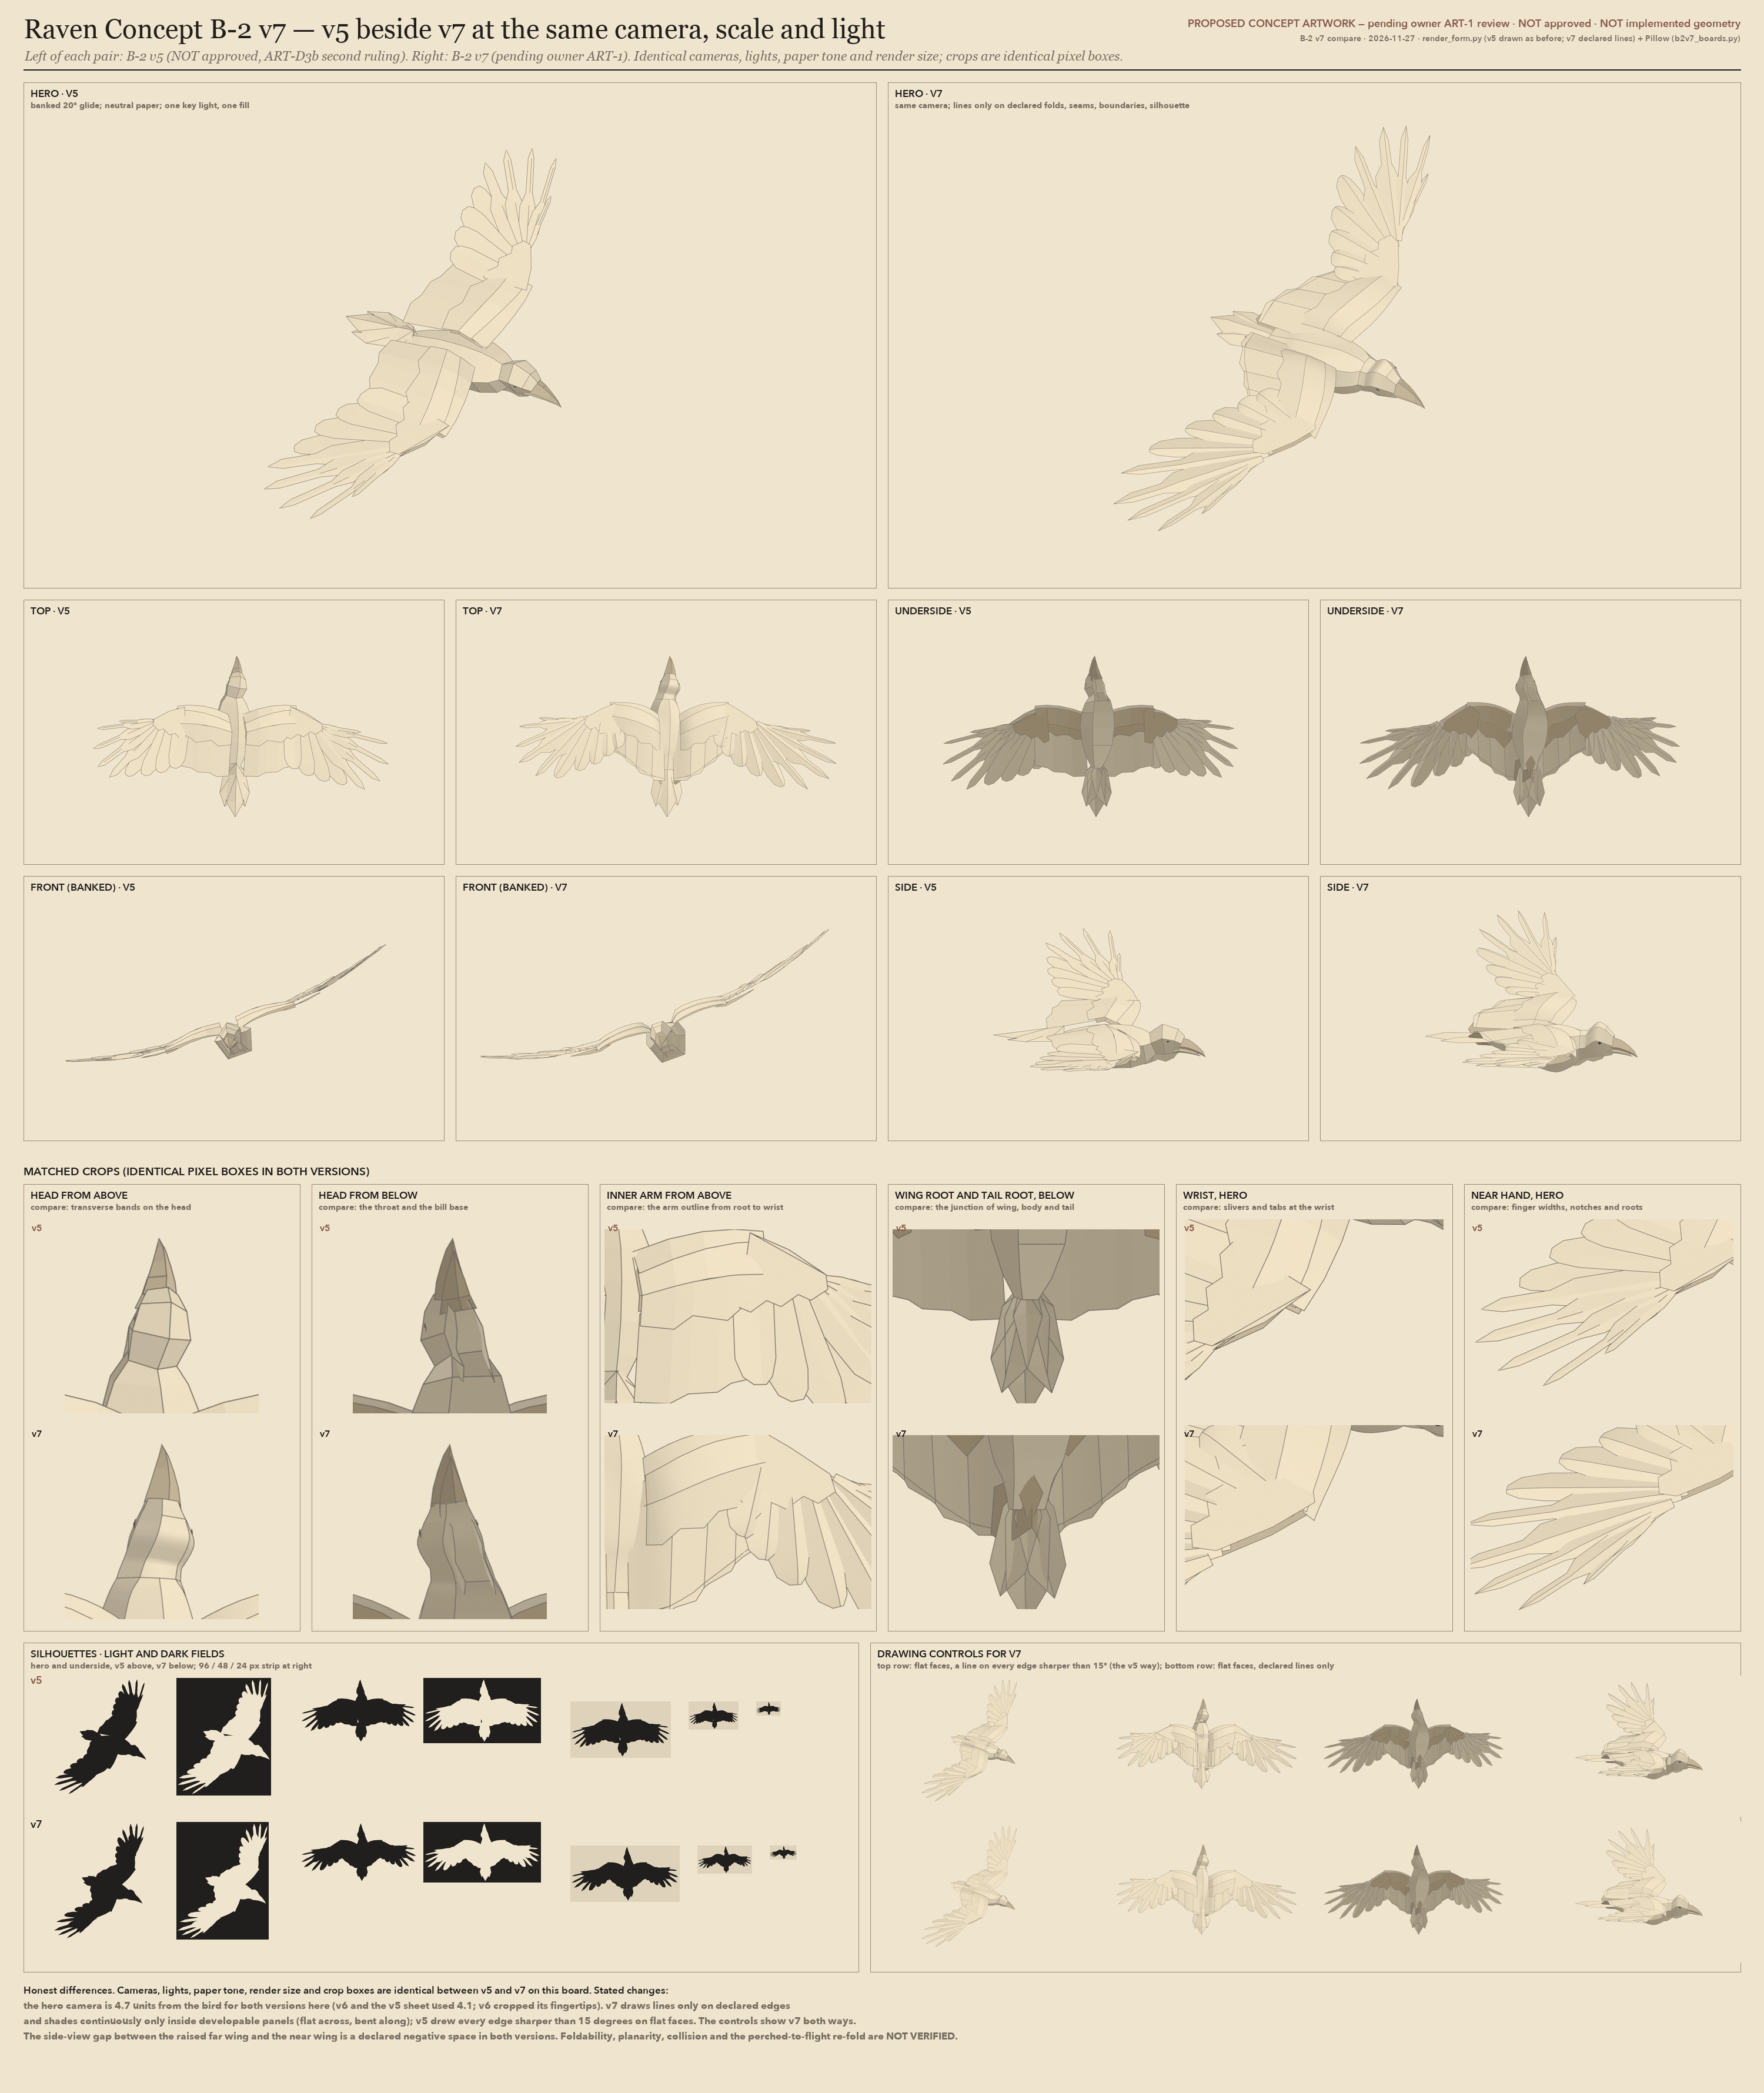 Raven Concept B-2 v7 — v5 beside v7 at the same camera, scale and light
PROPOSED CONCEPT ARTWORK — pending owner ART-1 review · NOT approved · NOT implemented geometry
B-2 v7 compare · 2026-11-27 · render_form.py (v5 drawn as before; v7 declared lines) + Pillow (b2v7_boards.py)
Left of each pair: B-2 v5 (NOT approved, ART-D3b second ruling). Right: B-2 v7 (pending owner ART-1). Identical cameras, lights, paper tone and render size; crops are identical pixel boxes.
HERO · V5
banked 20° glide; neutral paper; one key light, one fill
HERO · V7
same camera; lines only on declared folds, seams, boundaries, silhouette
TOP · V5
TOP · V7
UNDERSIDE · V5
UNDERSIDE · V7
FRONT (BANKED) · V5
FRONT (BANKED) · V7
SIDE · V5
SIDE · V7
MATCHED CROPS (IDENTICAL PIXEL BOXES IN BOTH VERSIONS)
HEAD FROM ABOVE
compare: transverse bands on the head
v5
v7
HEAD FROM BELOW
compare: the throat and the bill base
v5
v7
INNER ARM FROM ABOVE
compare: the arm outline from root to wrist
v5
v7
WING ROOT AND TAIL ROOT, BELOW
compare: the junction of wing, body and tail
v5
v7
WRIST, HERO
compare: slivers and tabs at the wrist
v5
v7
NEAR HAND, HERO
compare: finger widths, notches and roots
v5
v7
SILHOUETTES · LIGHT AND DARK FIELDS
hero and underside, v5 above, v7 below; 96 / 48 / 24 px strip at right
v5
v7
DRAWING CONTROLS FOR V7
top row: flat faces, a line on every edge sharper than 15° (the v5 way); bottom row: flat faces, declared lines only
Honest differences. Cameras, lights, paper tone, render size and crop boxes are identical between v5 and v7 on this board. Stated changes:
the hero camera is 4.7 units from the bird for both versions here (v6 and the v5 sheet used 4.1; v6 cropped its fingertips). v7 draws lines only on declared edges
and shades continuously only inside developable panels (flat across, bent along); v5 drew every edge sharper than 15 degrees on flat faces. The controls show v7 both ways.
The side-view gap between the raised far wing and the near wing is a declared negative space in both versions. Foldability, planarity, collision and the perched-to-flight re-fold are NOT VERIFIED.